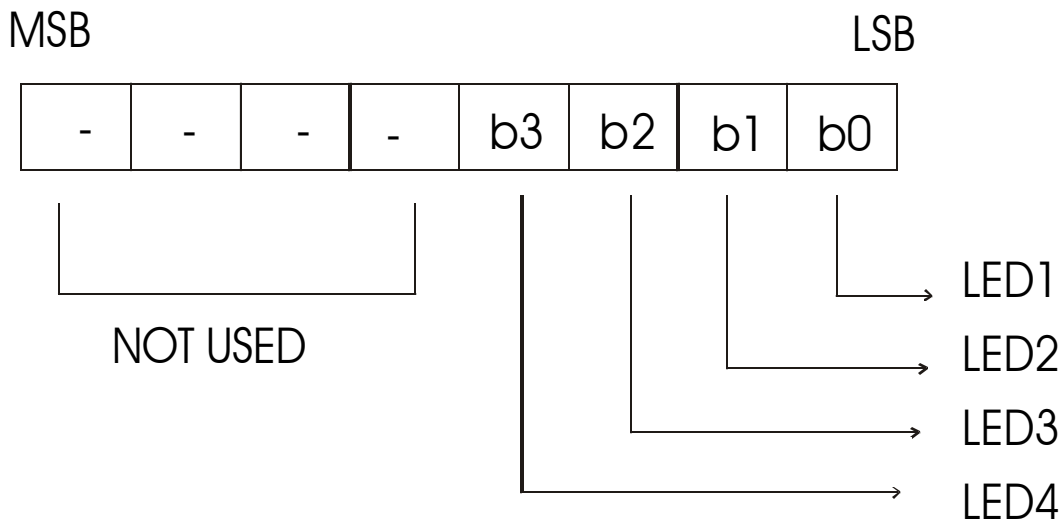 MSB LSB
- - - - b3 b2 b1 b0
LED1
NOT USED
LED2
LED3
LED4